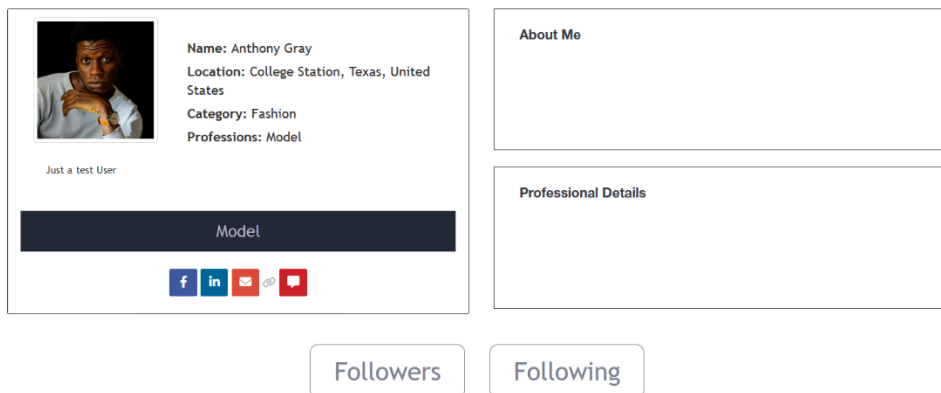 Name: Anthony Gray
Location: College Station, Texas, United
States
Category: Fashion
Professions: Model
Just a test User
Model
f
in
About Me
Professional Details
Followers
Following